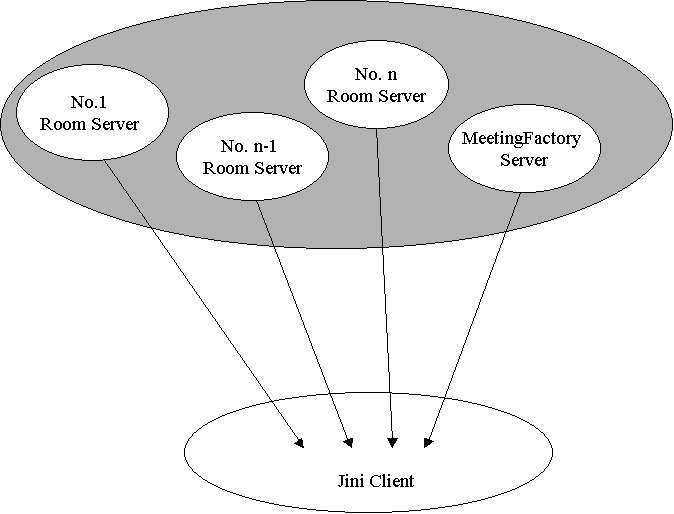 No.1
Room Server
No. n-1
Room Server
No. n
Room Server
MeetingFactory
Server
Jini Client